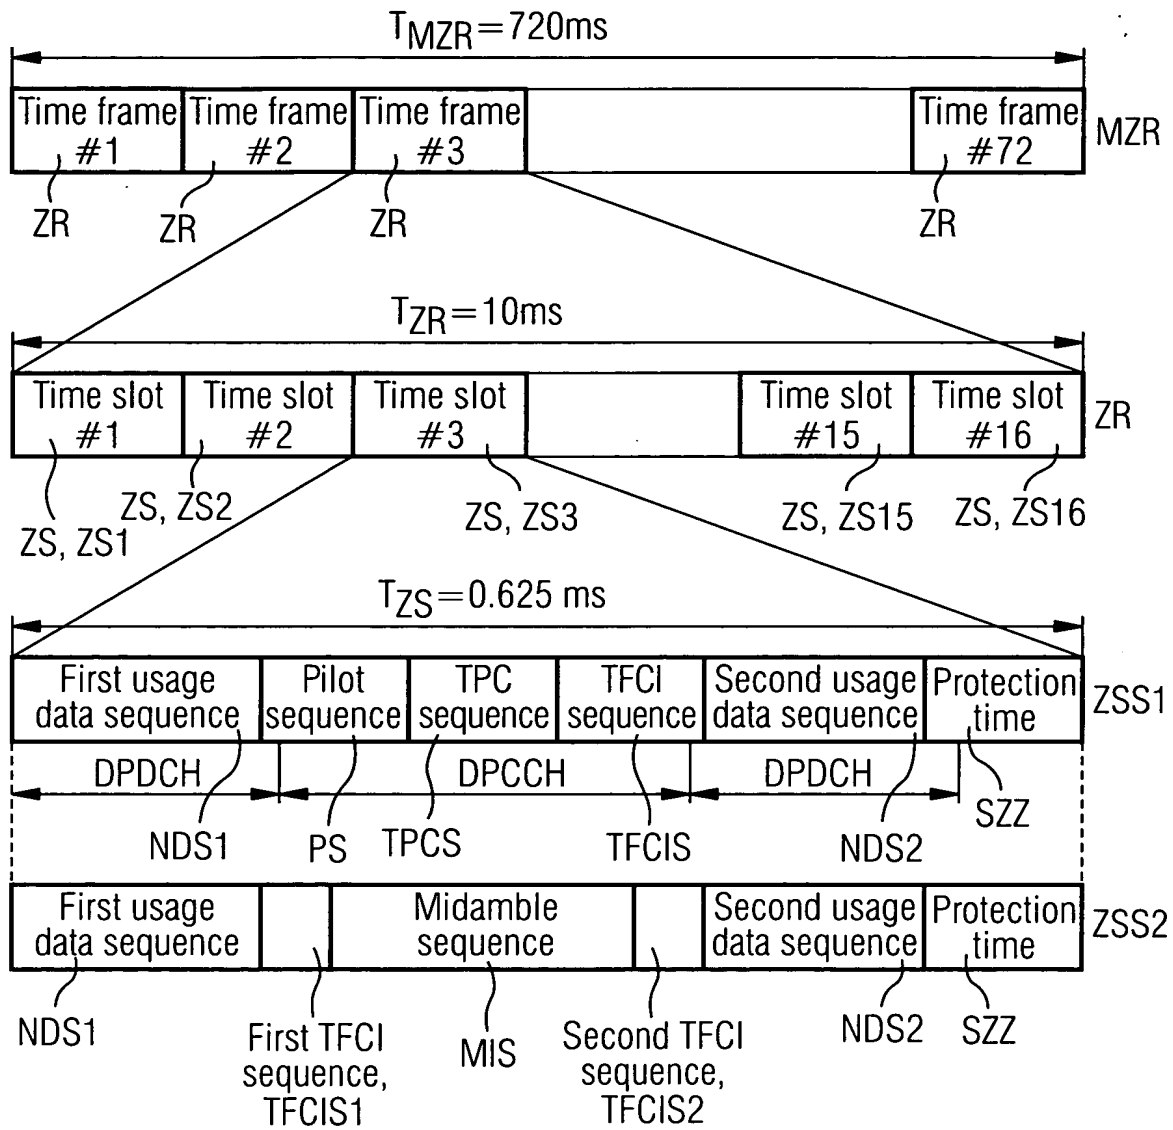 TMZR=720ms
Time frame #1
Time frame #2
Time frame #3
Time frame #72
MZR
ZR
ZR
ZR
ZR
TZR=10ms
Time slot #1
Time slot #2
Time slot #3
Time slot #15
Time slot #16
ZR
ZS, ZS1
ZS, ZS2
ZS, ZS3
ZS, ZS15
ZS, ZS16
TZS=0.625 ms
First usage
data sequence
Pilot
sequence
TPC
sequence
TFCI
sequence
Second usage
data sequence
Protection
time
ZSS1
DPDCH
DPCCH
DPDCH
NDS1
PS
TPCS
TFCIS
NDS2
SZZ
First usage
data sequence
Midamble
sequence
Second usage
data sequence
Protection
time
ZSS2
NDS1
First TFCI
sequence,
TFCIS1
MIS
Second TFCI
sequence,
TFCIS2
NDS2
SZZ